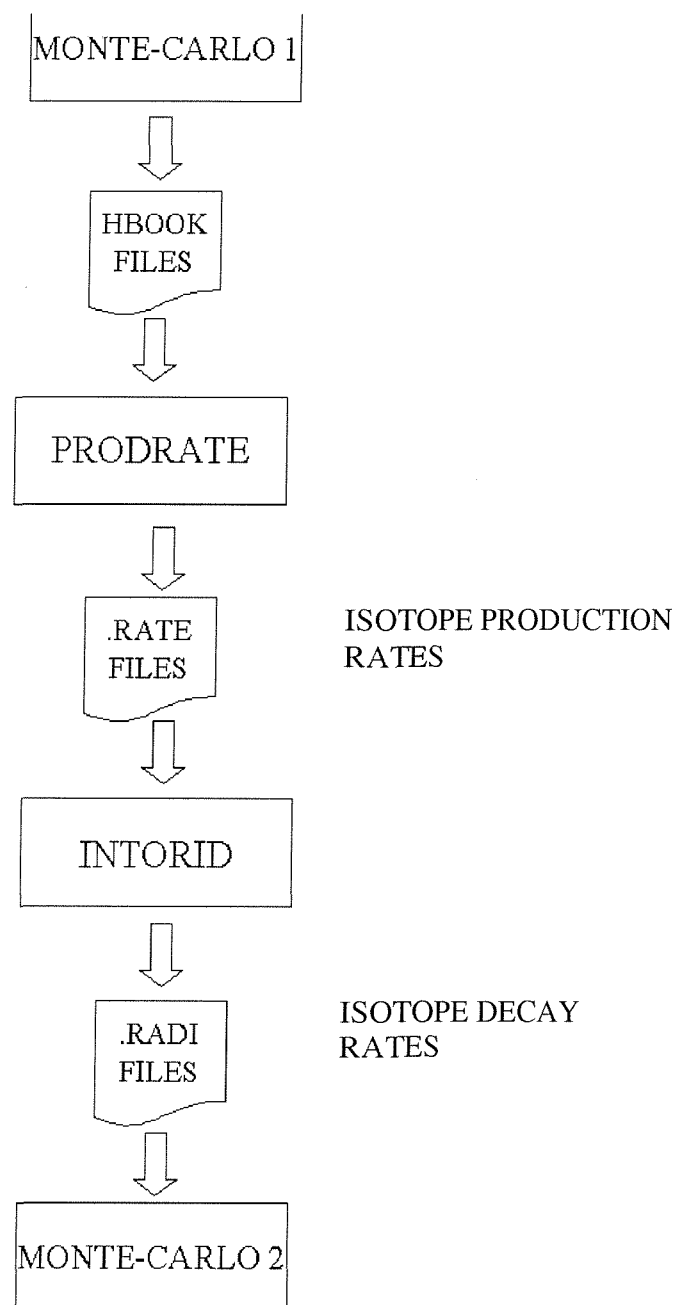 MONTE-CARLO 1
HBOOK
FILES
PRODRATE
.RATE
FILES
ISOTOPE PRODUCTION
RATES
INTORID
.RADI
FILES
ISOTOPE DECAY
RATES
MONTE-CARLO 2